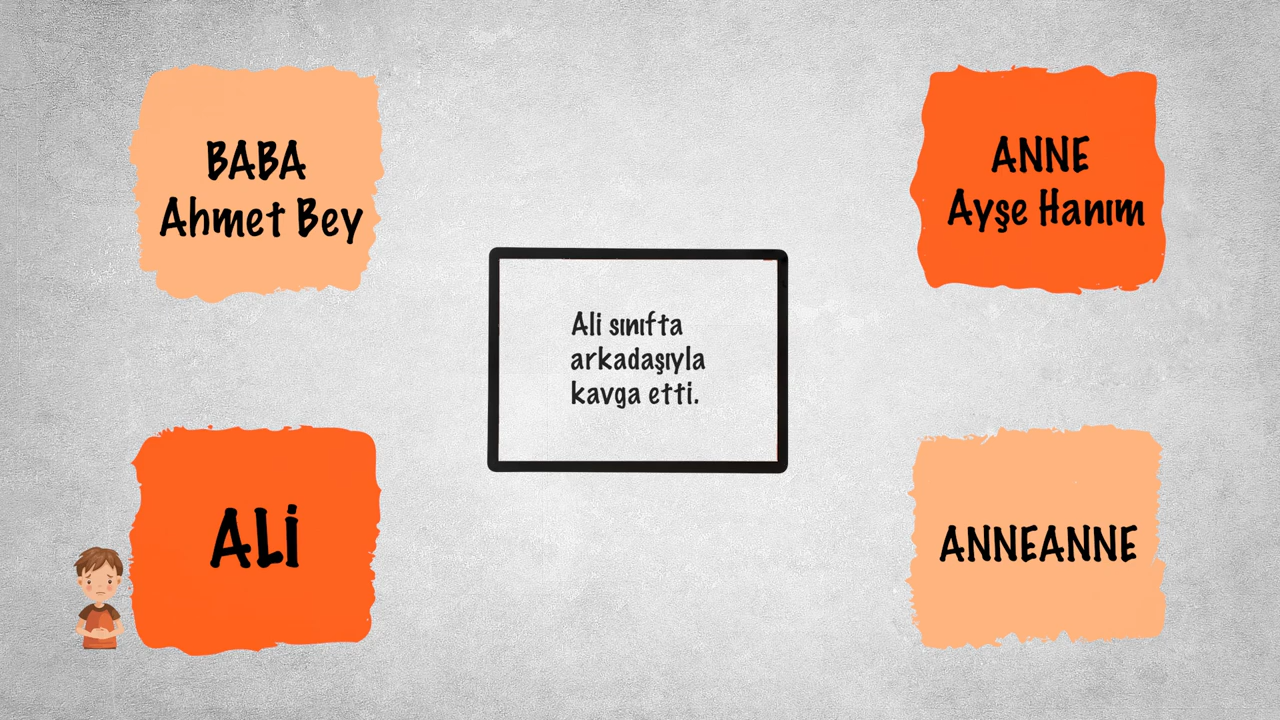 BABA
Ahmet Bey
ANNE
Ayşe Hanım
Ali sınıfta
arkadaşıyla
kavga etti.
ALİ
ANNEANNE